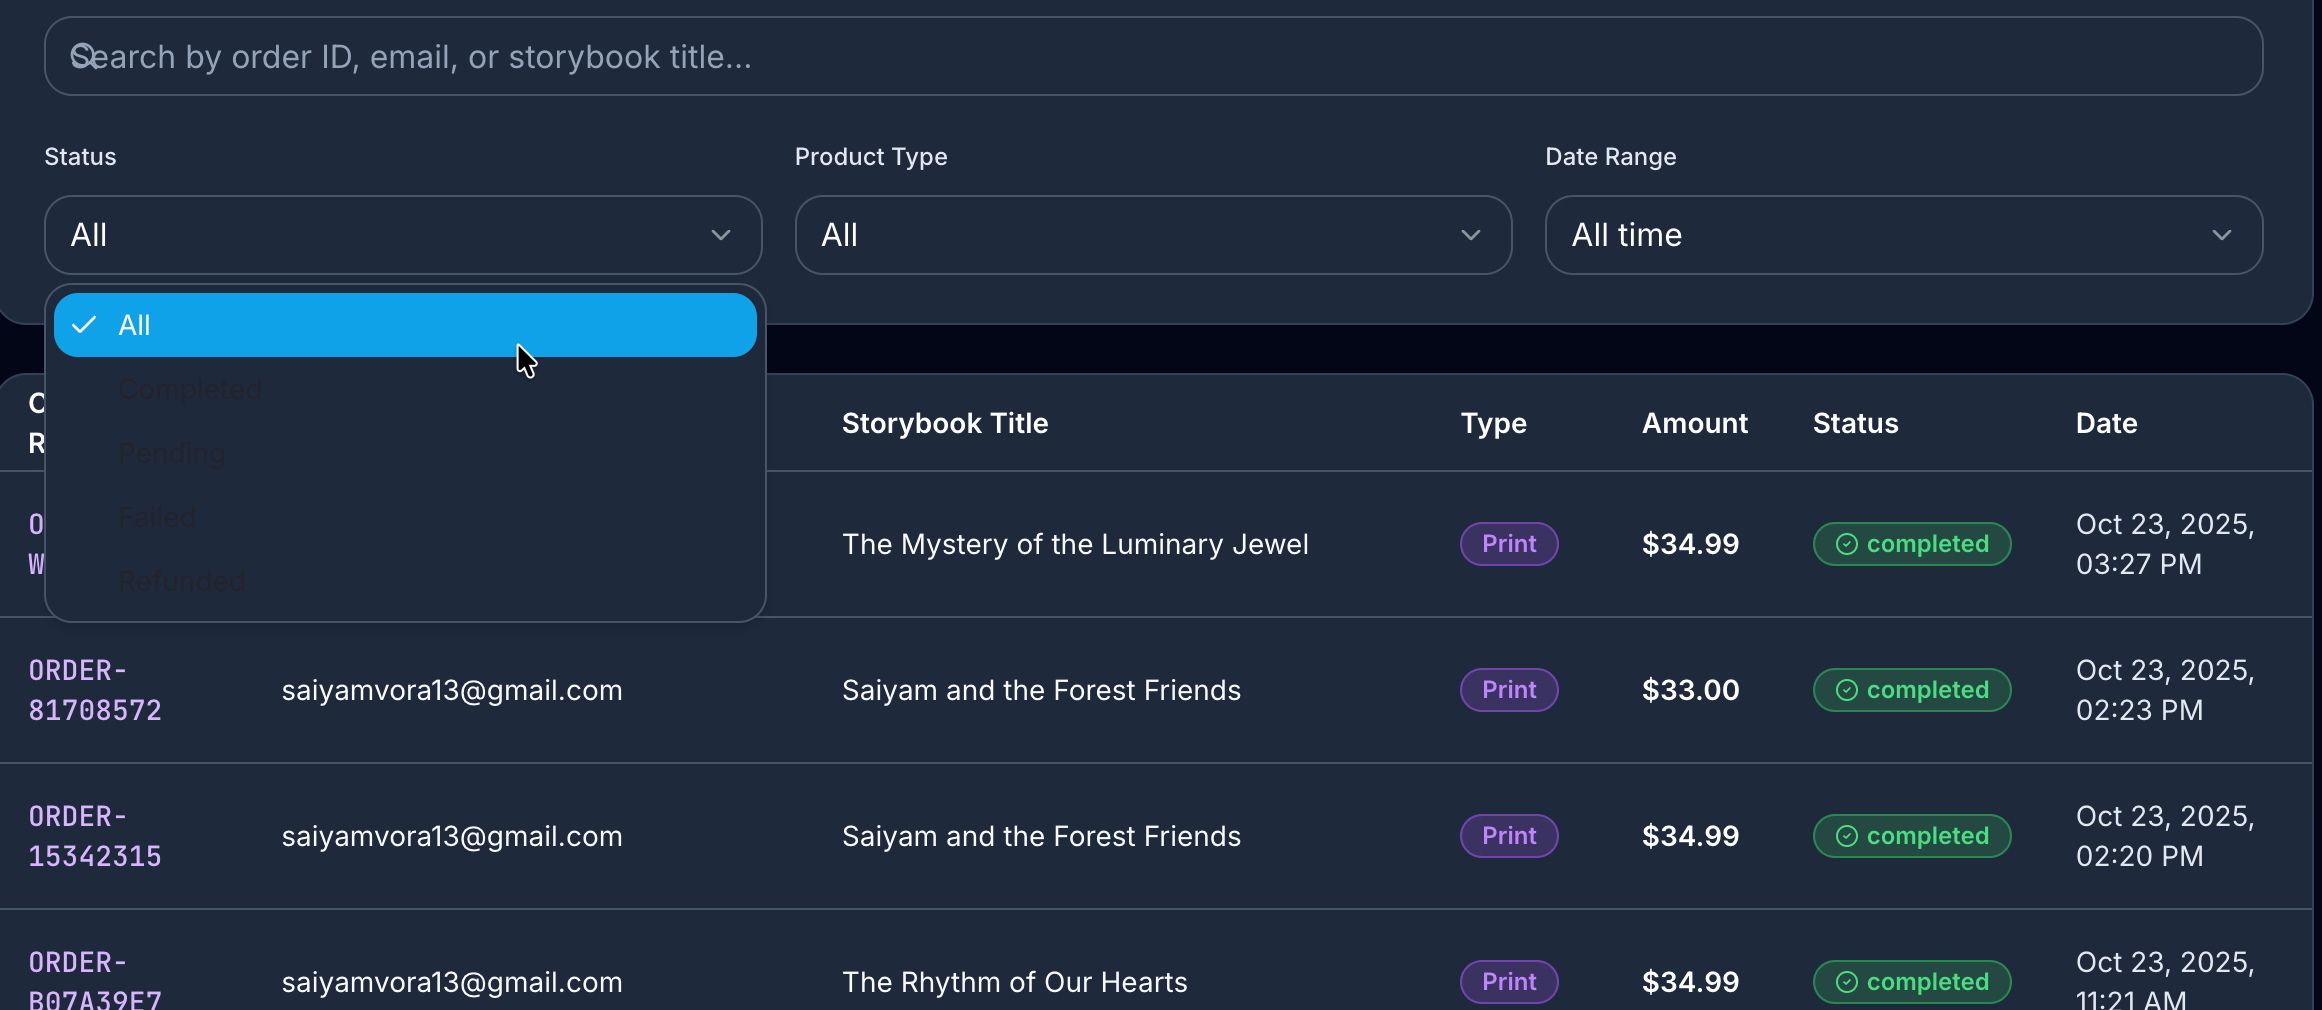 Search by order ID, email, or storybook title...
Status
Product Type
Date Range
All
All
All time
All
Completed
Pending
Failed
Refunded
Storybook Title
Type
Amount
Status
Date
The Mystery of the Luminary Jewel
Print
$34.99
completed
Oct 23, 2025,
03:27 PM
ORDER-
81708572
saiyamvora13@gmail.com
Saiyam and the Forest Friends
Print
$33.00
completed
Oct 23, 2025,
02:23 PM
ORDER-
15342315
saiyamvora13@gmail.com
Saiyam and the Forest Friends
Print
$34.99
completed
Oct 23, 2025,
02:20 PM
ORDER-
B07A39E7
saiyamvora13@gmail.com
The Rhythm of Our Hearts
Print
$34.99
completed
Oct 23, 2025,
11:21 AM